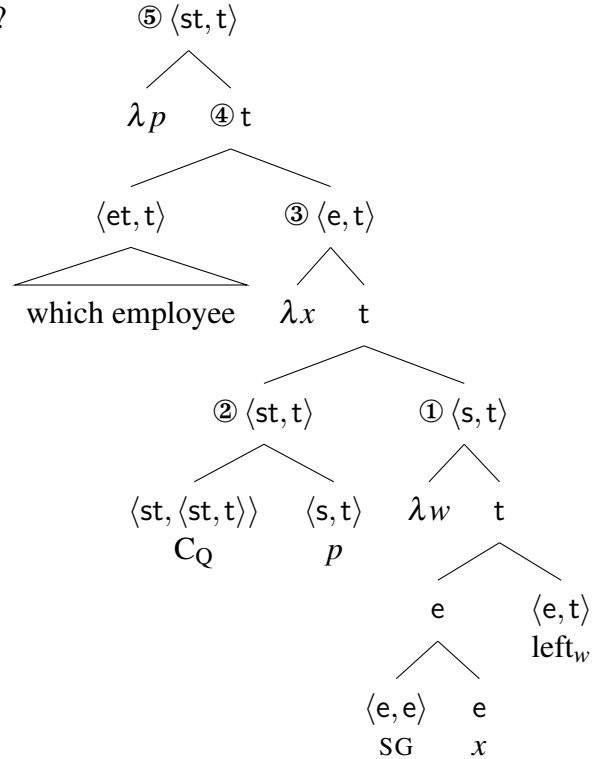 ? ⑤ ⟨st, t⟩
λp ④ t
⟨et, t⟩ ③ ⟨e, t⟩
which employee λx t
② ⟨st, t⟩ ① ⟨s, t⟩
⟨st, ⟨st, t⟩⟩ ⟨s, t⟩ λw t
C_Q p
e ⟨e, t⟩
left_w
⟨e, e⟩ e
SG x